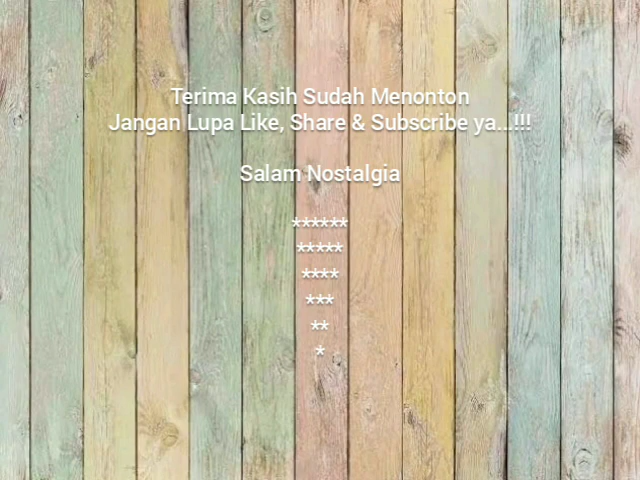 Terima Kasih Sudah Menonton
Jangan Lupa Like, Share & Subscribe ya...!!!
Salam Nostalgia
******
*****
****
***
**
*